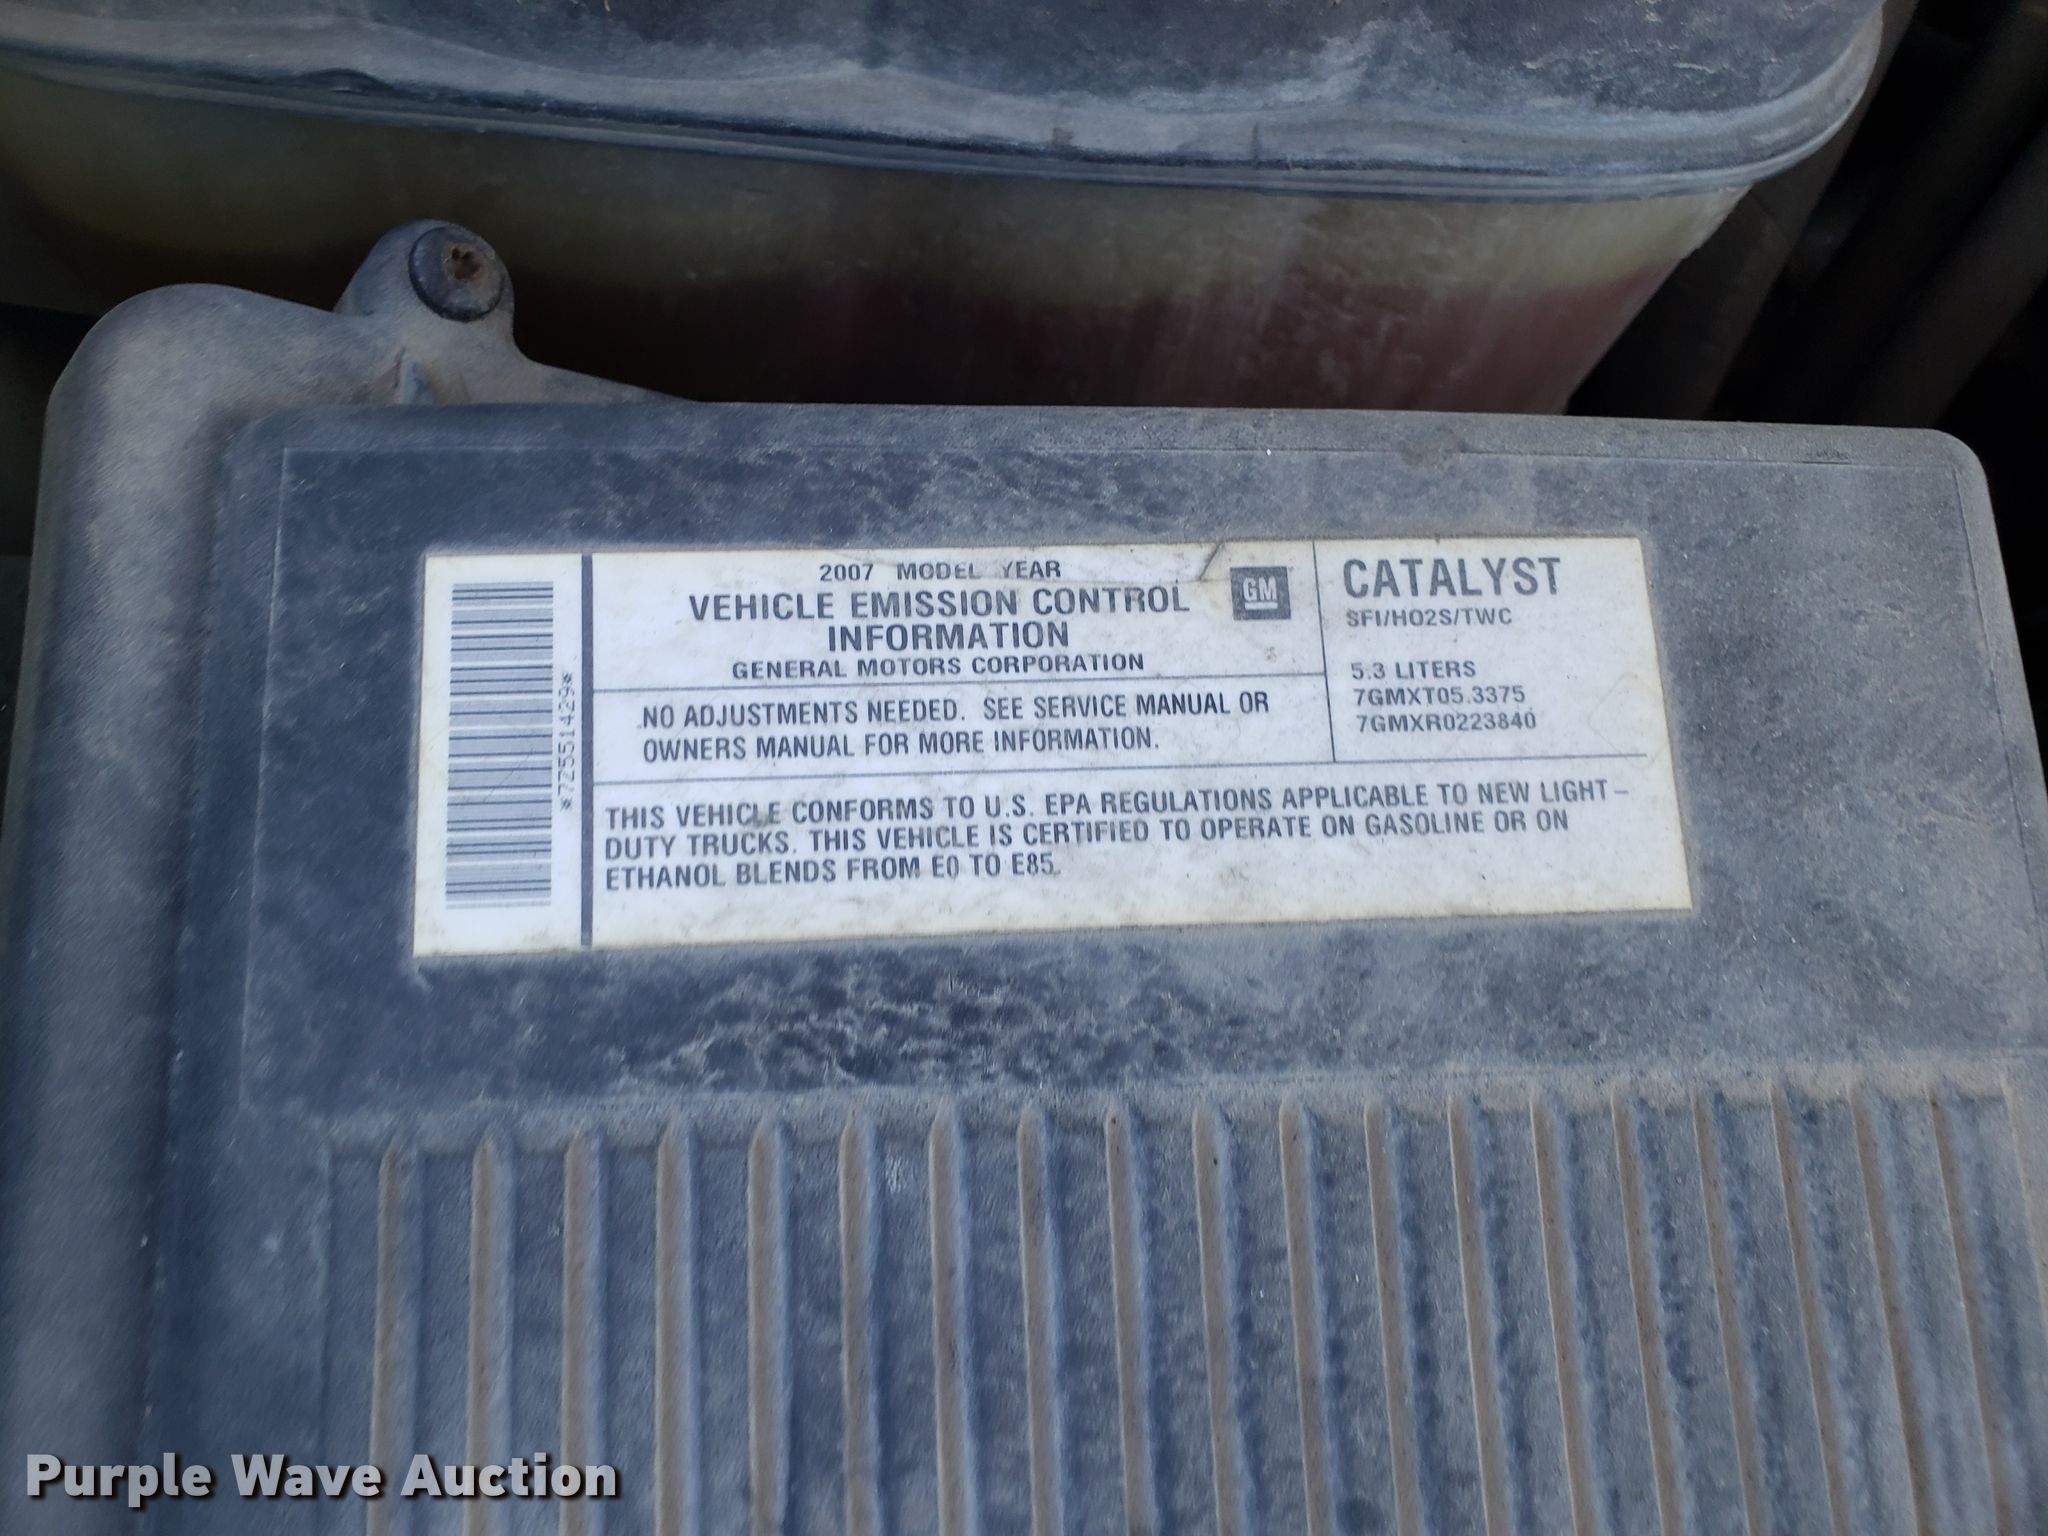 *72551429*
2007 MODEL YEAR
VEHICLE EMISSION CONTROL
INFORMATION
GENERAL MOTORS CORPORATION
GM
NO ADJUSTMENTS NEEDED. SEE SERVICE MANUAL OR
OWNERS MANUAL FOR MORE INFORMATION.
CATALYST
SFI/HO2S/TWC
5.3 LITERS
7GMXT05.3375
7GMXR0223840
THIS VEHICLE CONFORMS TO U.S. EPA REGULATIONS APPLICABLE TO NEW LIGHT-
DUTY TRUCKS. THIS VEHICLE IS CERTIFIED TO OPERATE ON GASOLINE OR ON
ETHANOL BLENDS FROM E0 TO E85.
Purple Wave Auction